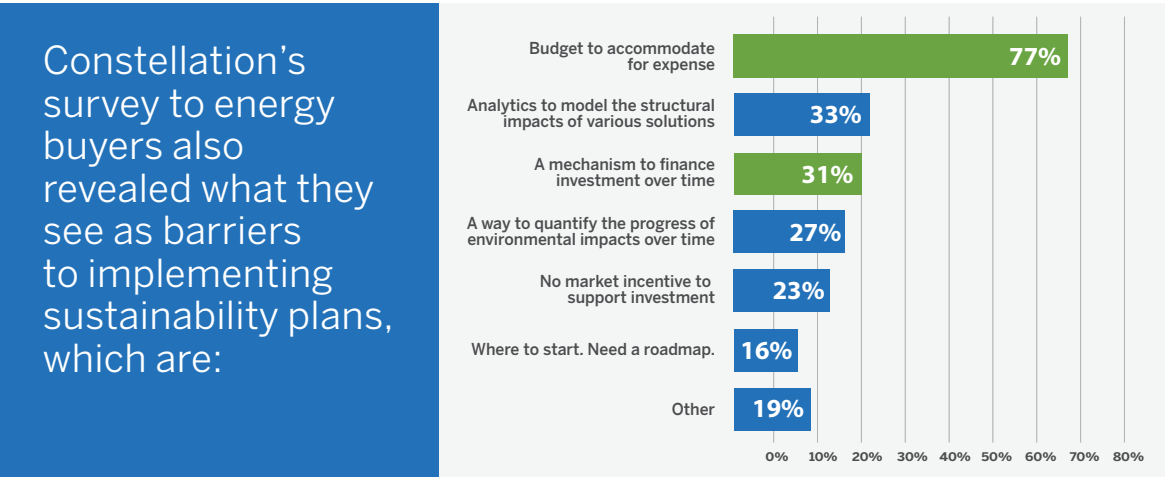 Constellation's
survey to energy
buyers also
revealed what they
see as barriers
to implementing
sustainability plans,
which are:
Budget to accommodate
for expense
77%
Analytics to model the structural
impacts of various solutions
33%
A mechanism to finance
investment over time
31%
A way to quantify the progress of
environmental impacts over time
27%
No market incentive to
support investment
23%
Where to start. Need a roadmap.
16%
Other
19%
0% 10% 20% 30% 40% 50% 60% 70% 80%